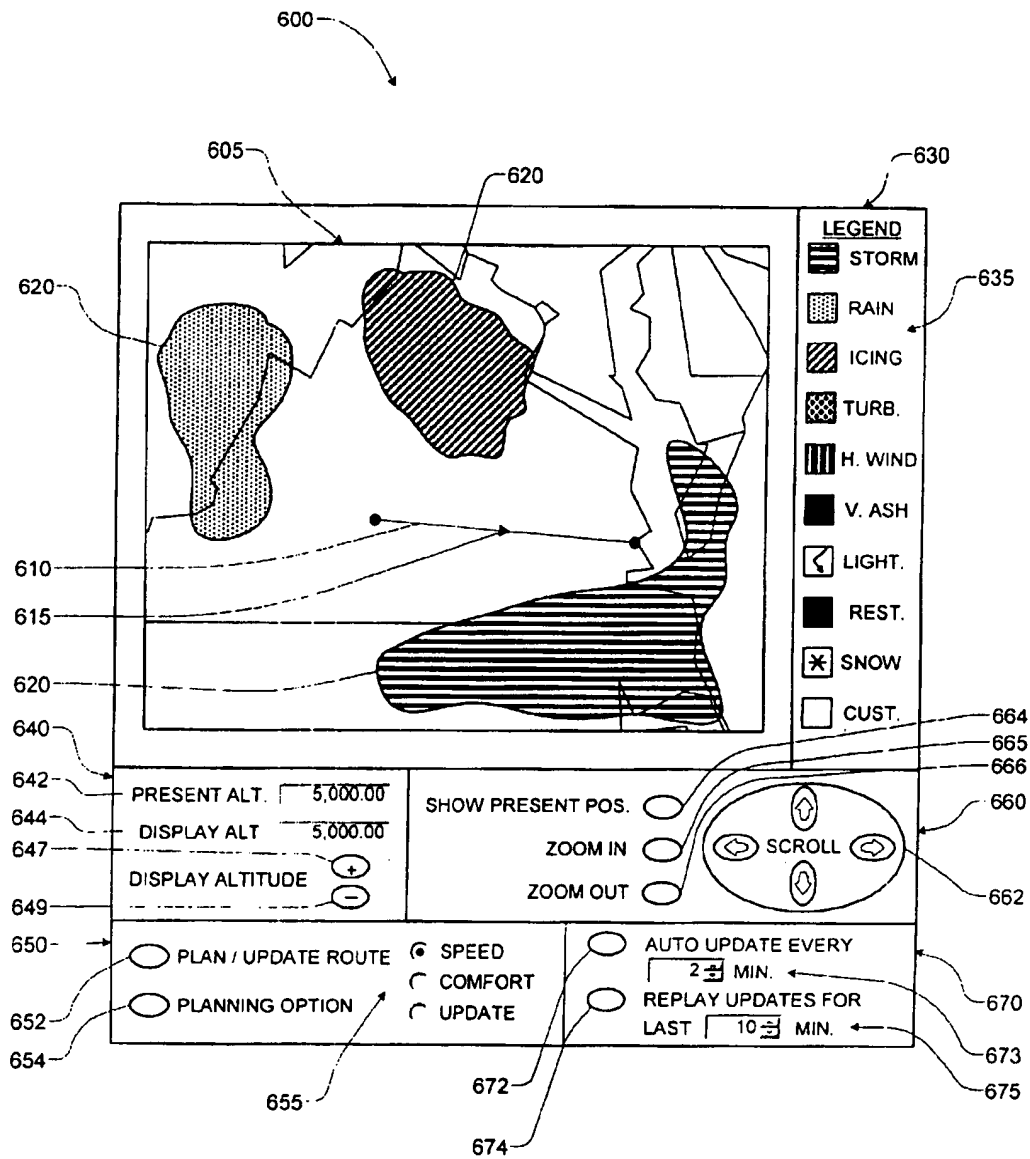 600
605
620
630
LEGEND
STORM
RAIN
ICING
TURB.
H. WIND
V. ASH
LIGHT.
REST.
SNOW
CUST.
635
620
610
615
620
640
642
644
647
649
650
652
654
655
664
665
666
660
662
670
672
673
674
675
PRESENT ALT. 5,000.00
DISPLAY ALT 5,000.00
DISPLAY ALTITUDE + −
SHOW PRESENT POS.
ZOOM IN
ZOOM OUT
SCROLL
PLAN / UPDATE ROUTE
PLANNING OPTION
SPEED
COMFORT
UPDATE
AUTO UPDATE EVERY
2 MIN.
REPLAY UPDATES FOR
LAST 10 MIN.